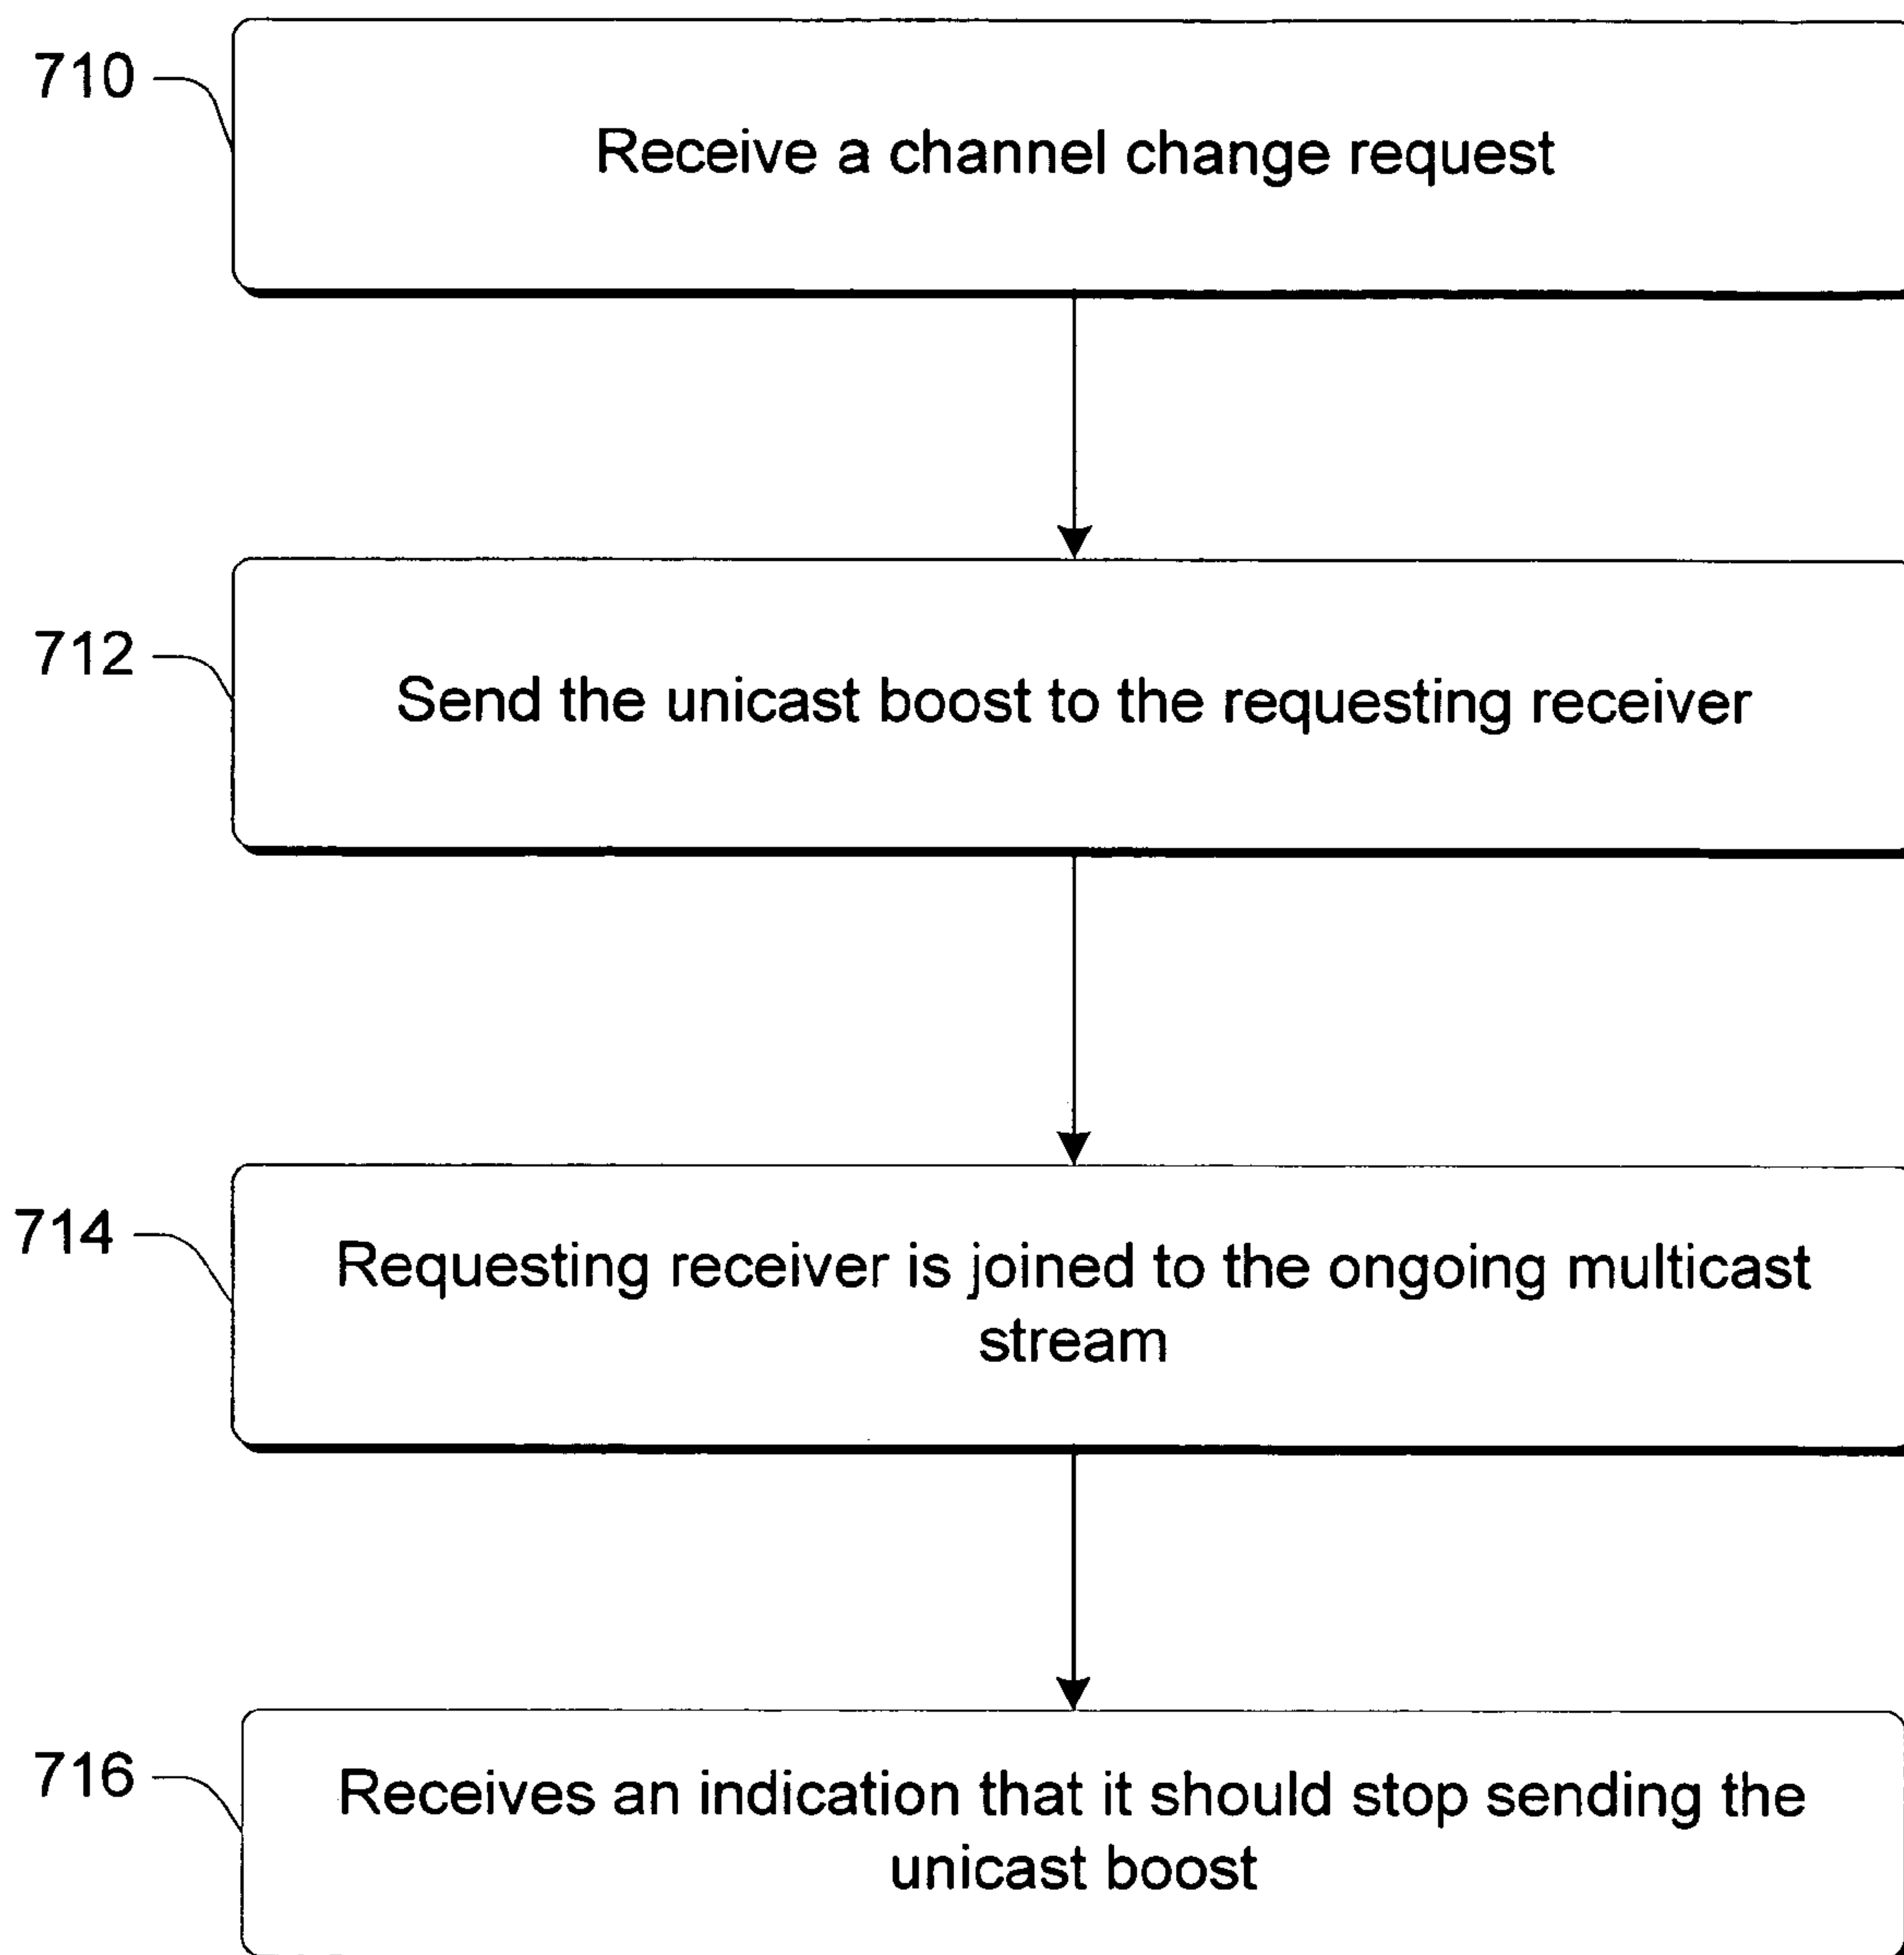 710
Receive a channel change request
712
Send the unicast boost to the requesting receiver
714
Requesting receiver is joined to the ongoing multicast
stream
716
Receives an indication that it should stop sending the
unicast boost